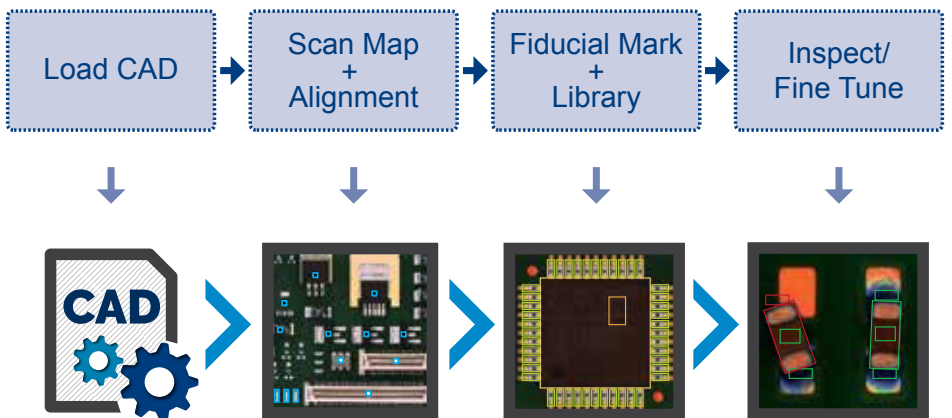 Load CAD
Scan Map
+
Alignment
Fiducial Mark
+
Library
Inspect/
Fine Tune
CAD